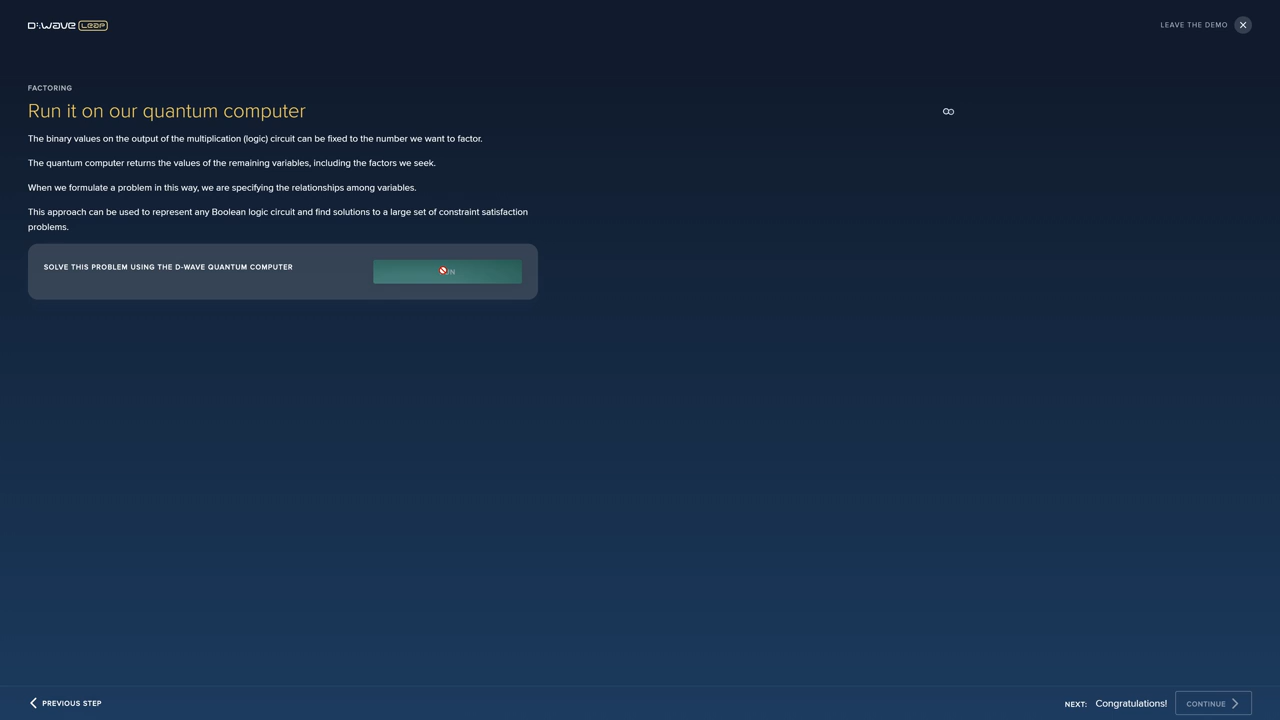 D:wave Leap
LEAVE THE DEMO
FACTORING
Run it on our quantum computer
The binary values on the output of the multiplication (logic) circuit can be fixed to the number we want to factor.
The quantum computer returns the values of the remaining variables, including the factors we seek.
When we formulate a problem in this way, we are specifying the relationships among variables.
This approach can be used to represent any Boolean logic circuit and find solutions to a large set of constraint satisfaction
problems.
SOLVE THIS PROBLEM USING THE D-WAVE QUANTUM COMPUTER
PREVIOUS STEP
NEXT: Congratulations!
CONTINUE